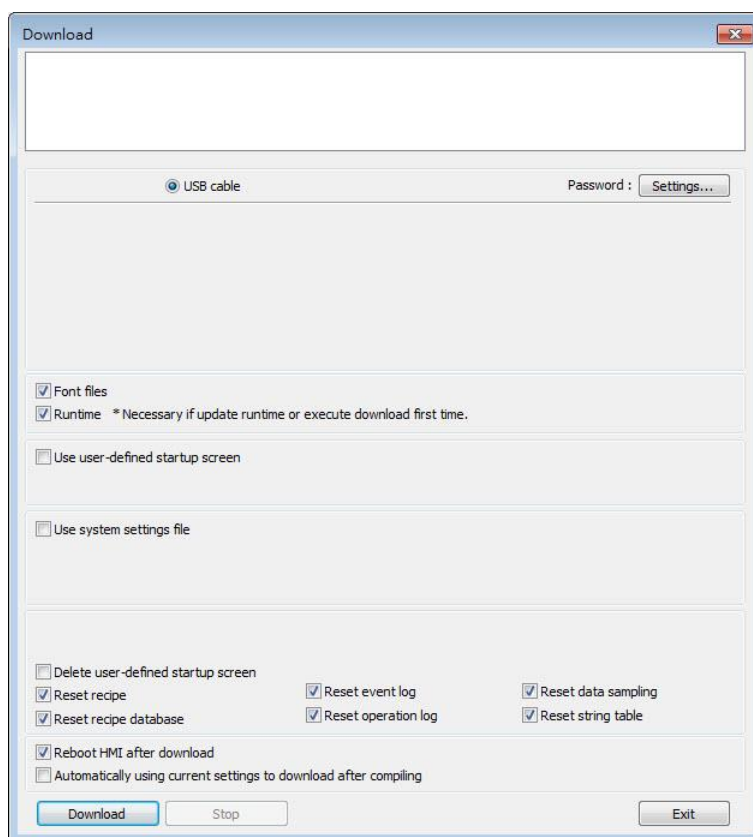 Download
USB cable Password : Settings...
Font files
Runtime * Necessary if update runtime or execute download first time.
Use user-defined startup screen
Use system settings file
Delete user-defined startup screen
Reset recipe Reset event log Reset data sampling
Reset recipe database Reset operation log Reset string table
Reboot HMI after download
Automatically using current settings to download after compiling
Download Stop Exit